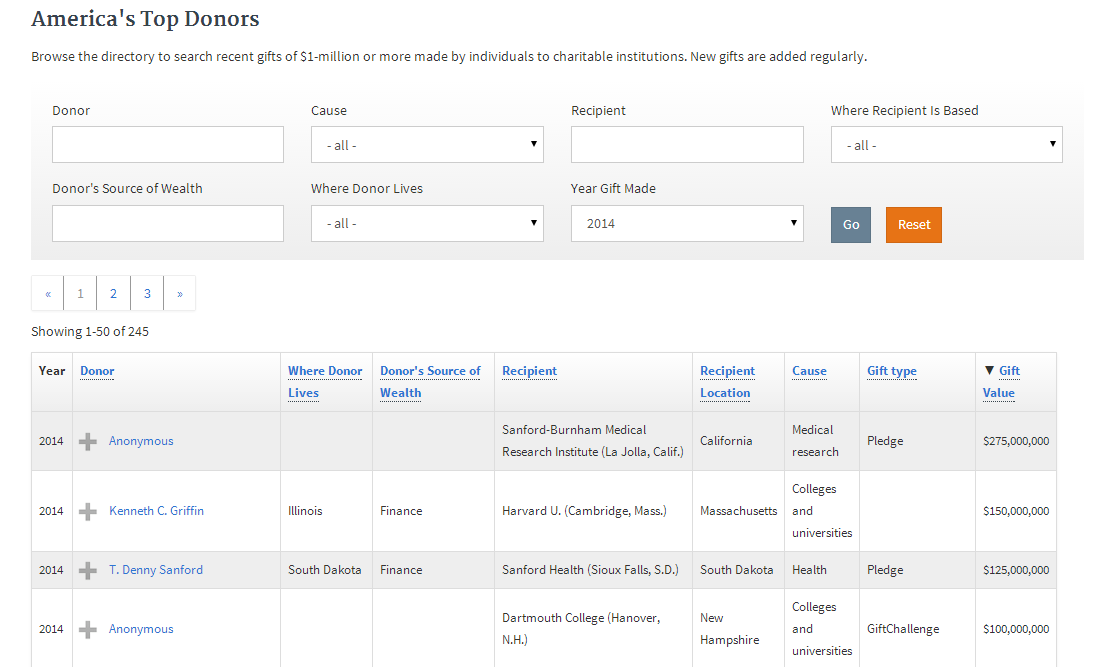 America's Top Donors
Browse the directory to search recent gifts of $1-million or more made by individuals to charitable institutions. New gifts are added regularly.
Donor Cause Recipient Where Recipient Is Based
- all - - all -
Donor's Source of Wealth Where Donor Lives Year Gift Made
- all - 2014 Go Reset
« 1 2 3 »
Showing 1-50 of 245
Year Donor Where Donor Lives Donor's Source of Wealth Recipient Recipient Location Cause Gift type ▼ Gift Value
2014 Anonymous Sanford-Burnham Medical Research Institute (La Jolla, Calif.) California Medical research Pledge $275,000,000
2014 Kenneth C. Griffin Illinois Finance Harvard U. (Cambridge, Mass.) Massachusetts Colleges and universities $150,000,000
2014 T. Denny Sanford South Dakota Finance Sanford Health (Sioux Falls, S.D.) South Dakota Health Pledge $125,000,000
2014 Anonymous Dartmouth College (Hanover, N.H.) New Hampshire Colleges and universities GiftChallenge $100,000,000